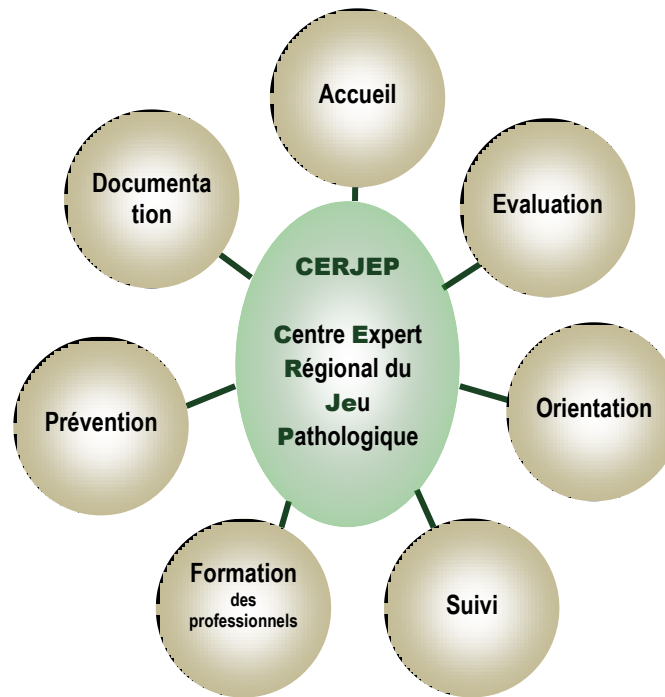 Accueil
Documenta
tion
Evaluation
CERJEP
Centre Expert
Régional du
Jeu
Pathologique
Prévention
Orientation
Formation
des
professionnels
Suivi